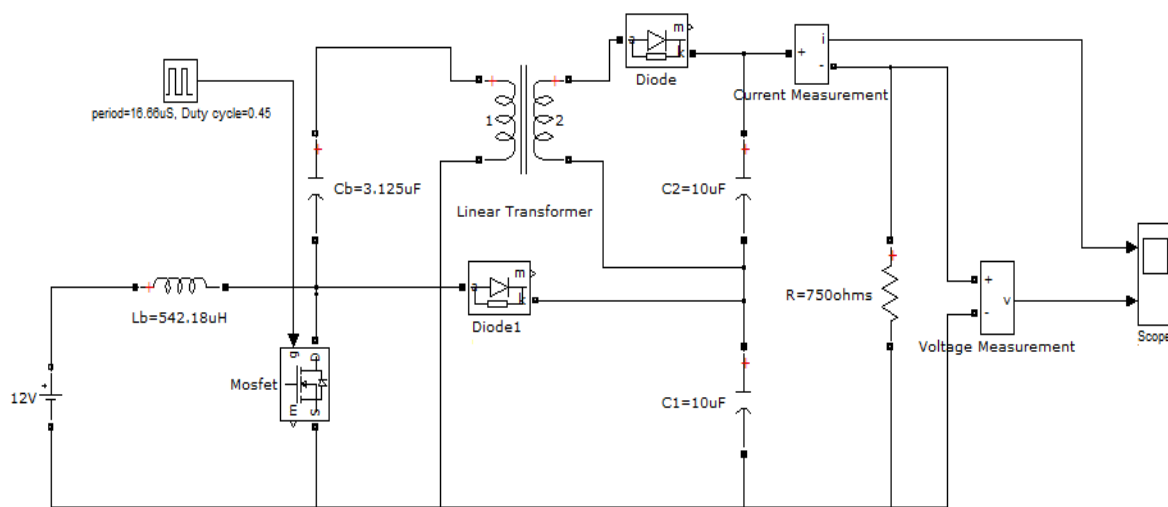 m
a
k
Diode
+
i
-
Current Measurement
period=16.66uS, Duty cycle=0.45
+
+
1
2
+
+
Cb=3.125uF
C2=10uF
Linear Transformer
+
Lb=542.18uH
m
a
k
Diode1
+
R=750ohms
+
v
-
Voltage Measurement
Scope
g
D
Mosfet
m
S
+
12V
+
C1=10uF